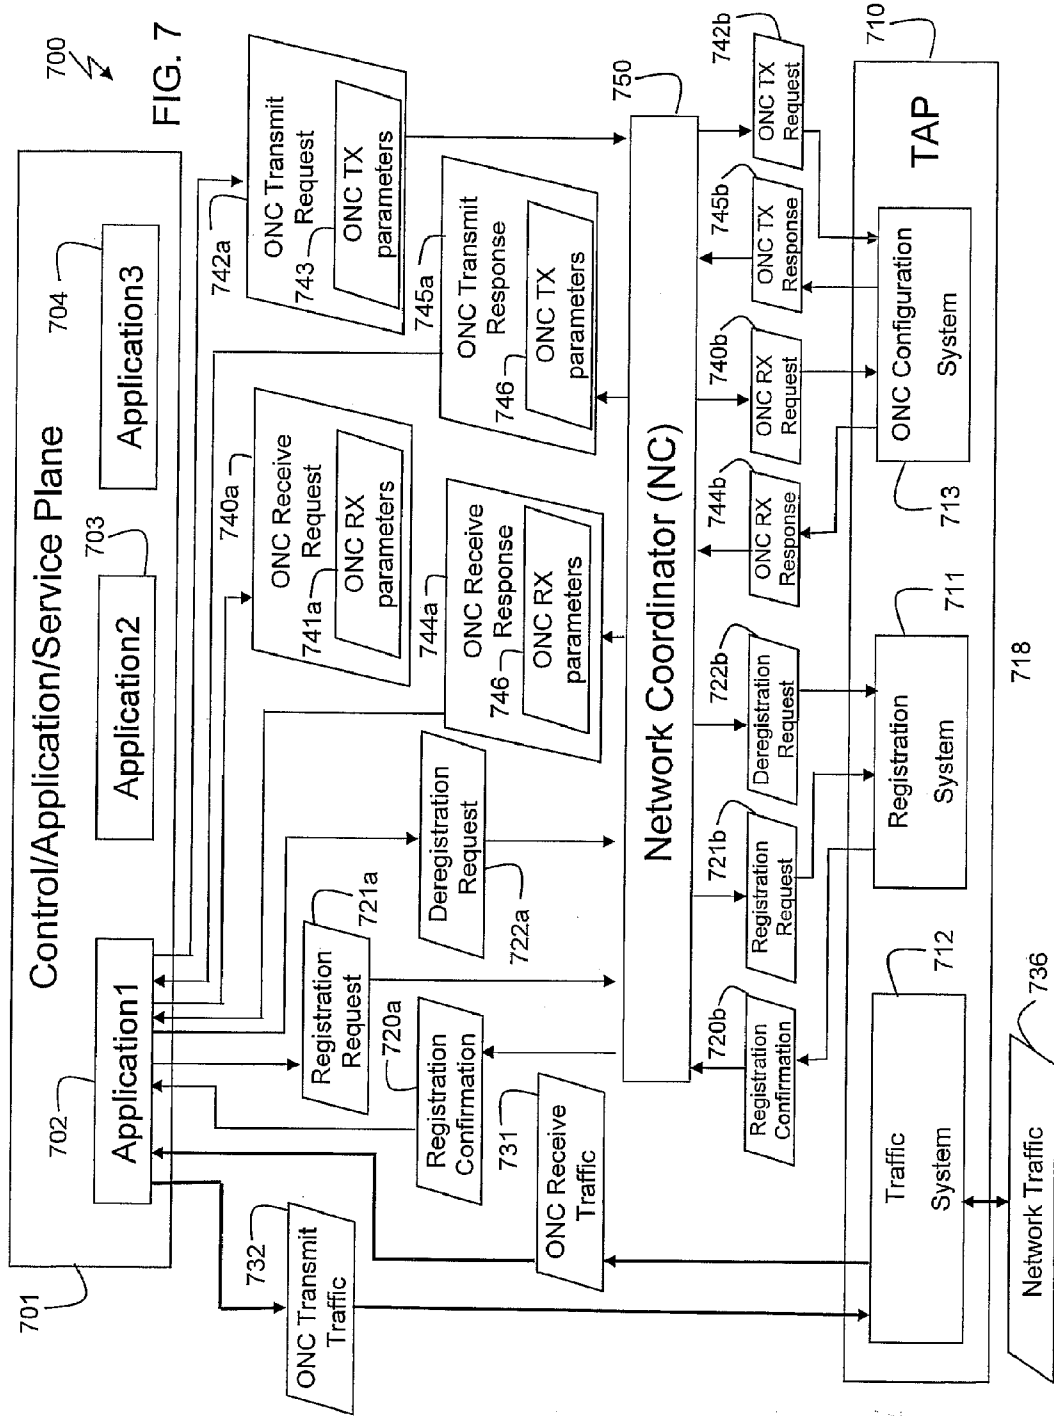 700
FIG. 7
Control/Application/Service Plane
701
702
Application1
703
Application2
704
Application3
732
ONC Transmit
Traffic
731
ONC Receive
Traffic
720a
Registration
Confirmation
721a
Registration
Request
722a
Deregistration
Request
740a
ONC Receive
Request
741a
ONC RX
parameters
744a
ONC Receive
Response
746
ONC RX
parameters
742a
ONC Transmit
Request
743
ONC TX
parameters
745a
ONC Transmit
Response
746
ONC TX
parameters
750
Network Coordinator (NC)
720b
Registration
Confirmation
721b
Registration
Request
722b
Deregistration
Request
744b
ONC RX
Response
740b
ONC RX
Request
745b
ONC TX
Response
742b
ONC TX
Request
710
TAP
712
Traffic
System
711
Registration
System
713
ONC Configuration
System
718
736
Network Traffic